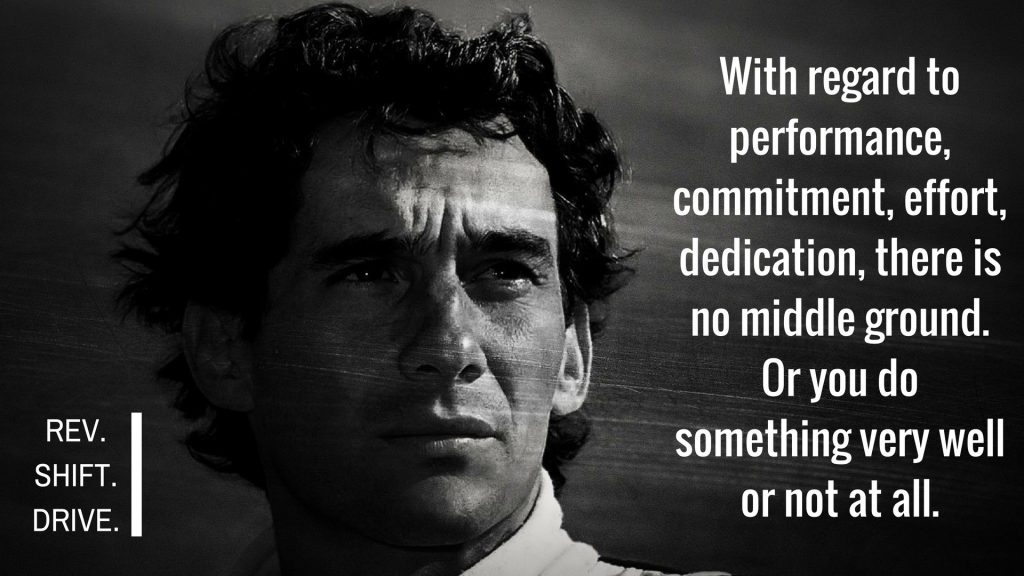 With regard to
performance,
commitment, effort,
dedication, there is
no middle ground.
Or you do
something very well
or not at all.
REV.
SHIFT.
DRIVE.